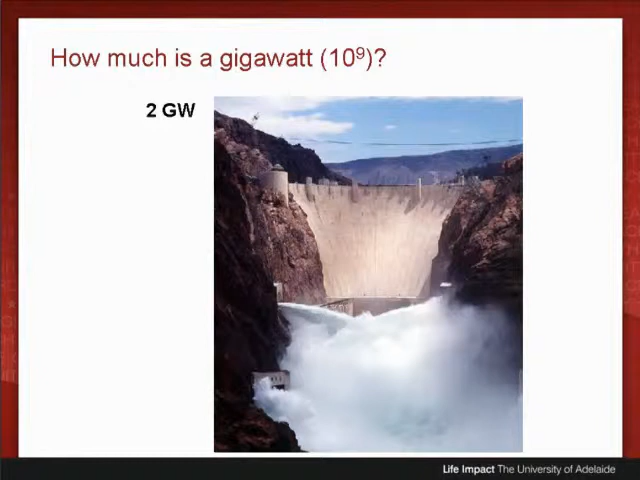 How much is a gigawatt (10⁹)?
2 GW
Life Impact The University of Adelaide